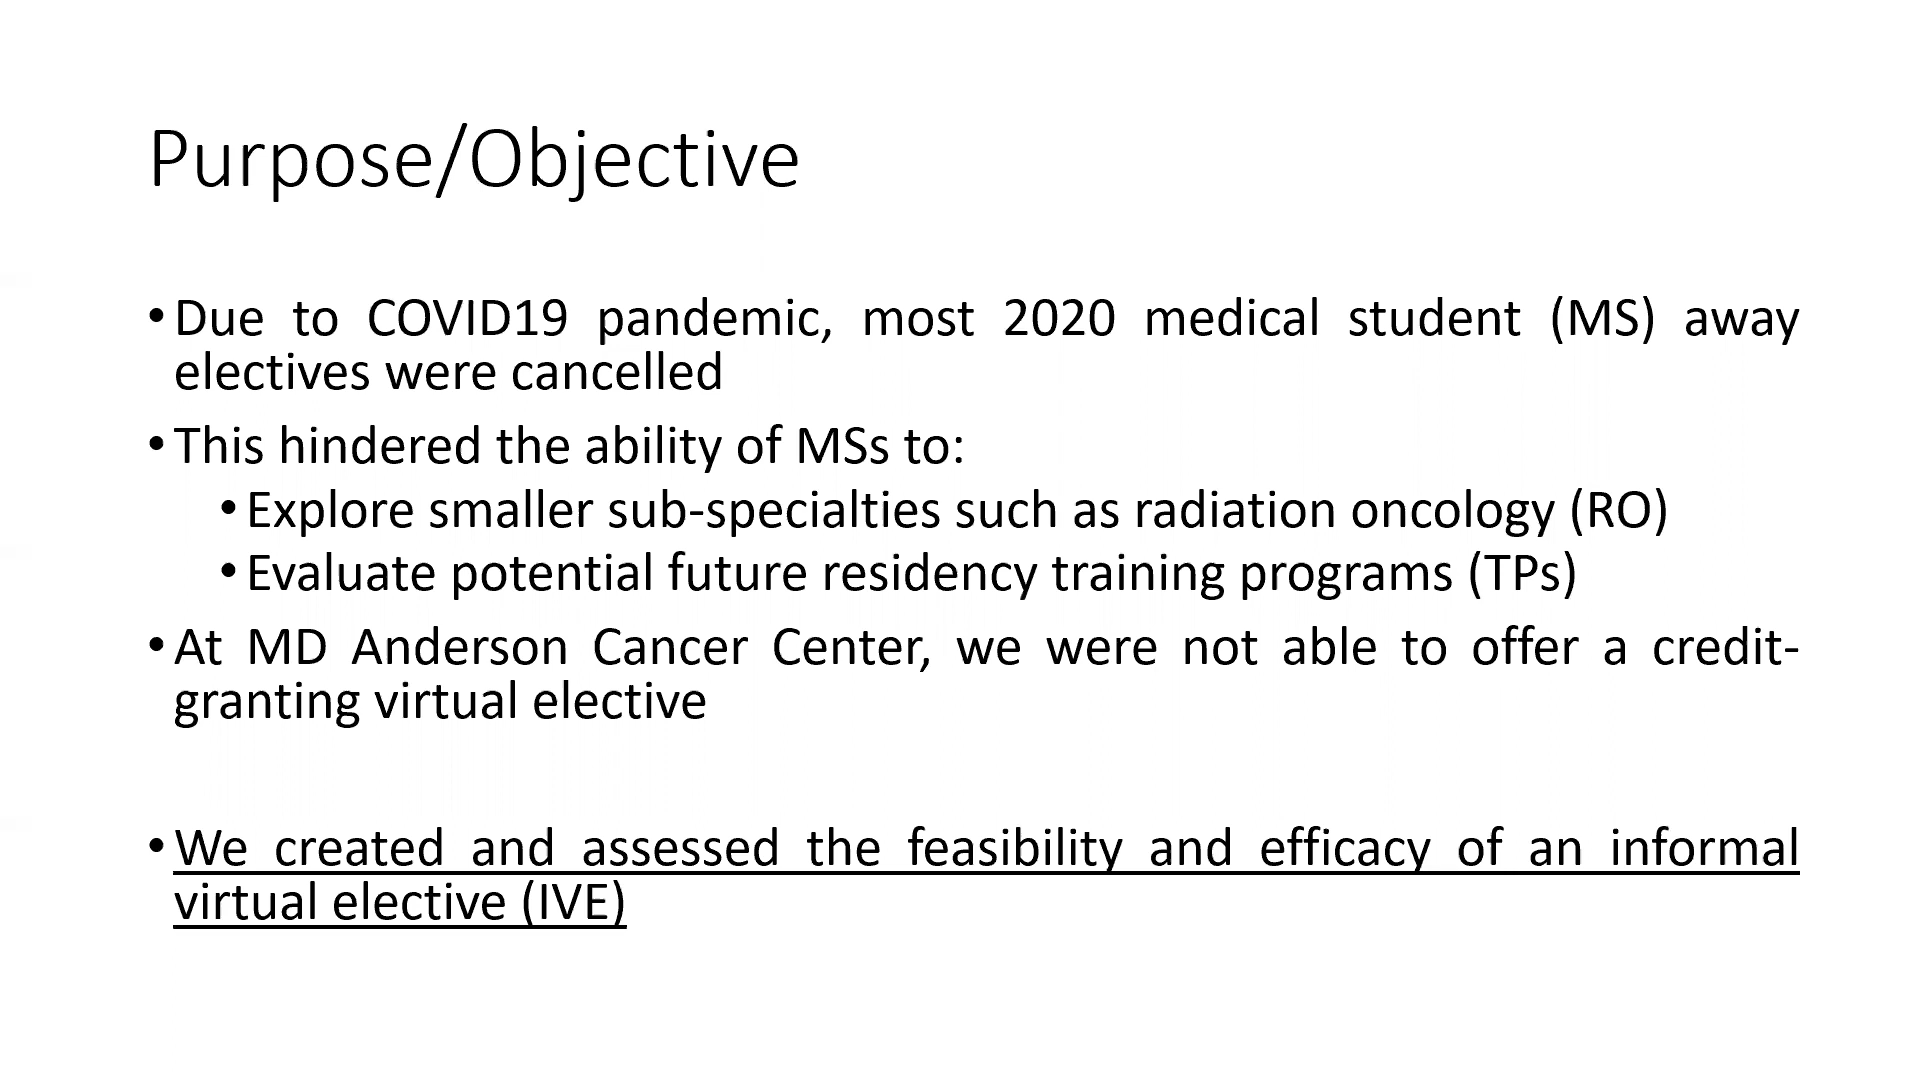 Purpose/Objective
•Due to COVID19 pandemic, most 2020 medical student (MS) away
electives were cancelled
•This hindered the ability of MSs to:
•Explore smaller sub-specialties such as radiation oncology (RO)
•Evaluate potential future residency training programs (TPs)
•At MD Anderson Cancer Center, we were not able to offer a credit-
granting virtual elective
•We created and assessed the feasibility and efficacy of an informal
virtual elective (IVE)